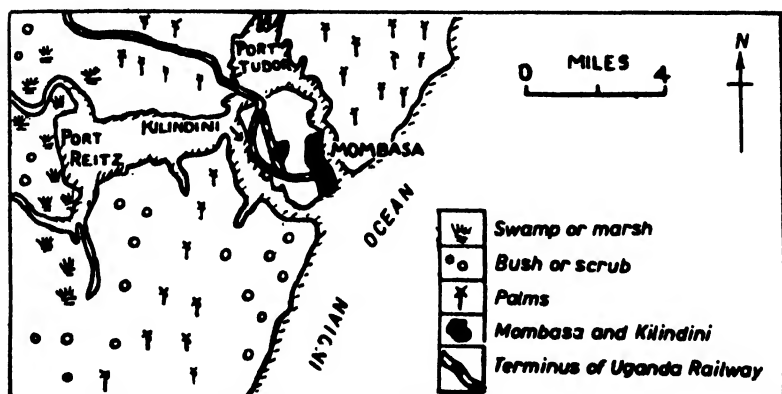 PORT
TUDOR
KILINDINI
PORT
REITZ
MOMBASA
INDIAN OCEAN
0 MILES 4
N
Swamp or marsh
Bush or scrub
Palms
Mombasa and Kilindini
Terminus of Uganda Railway